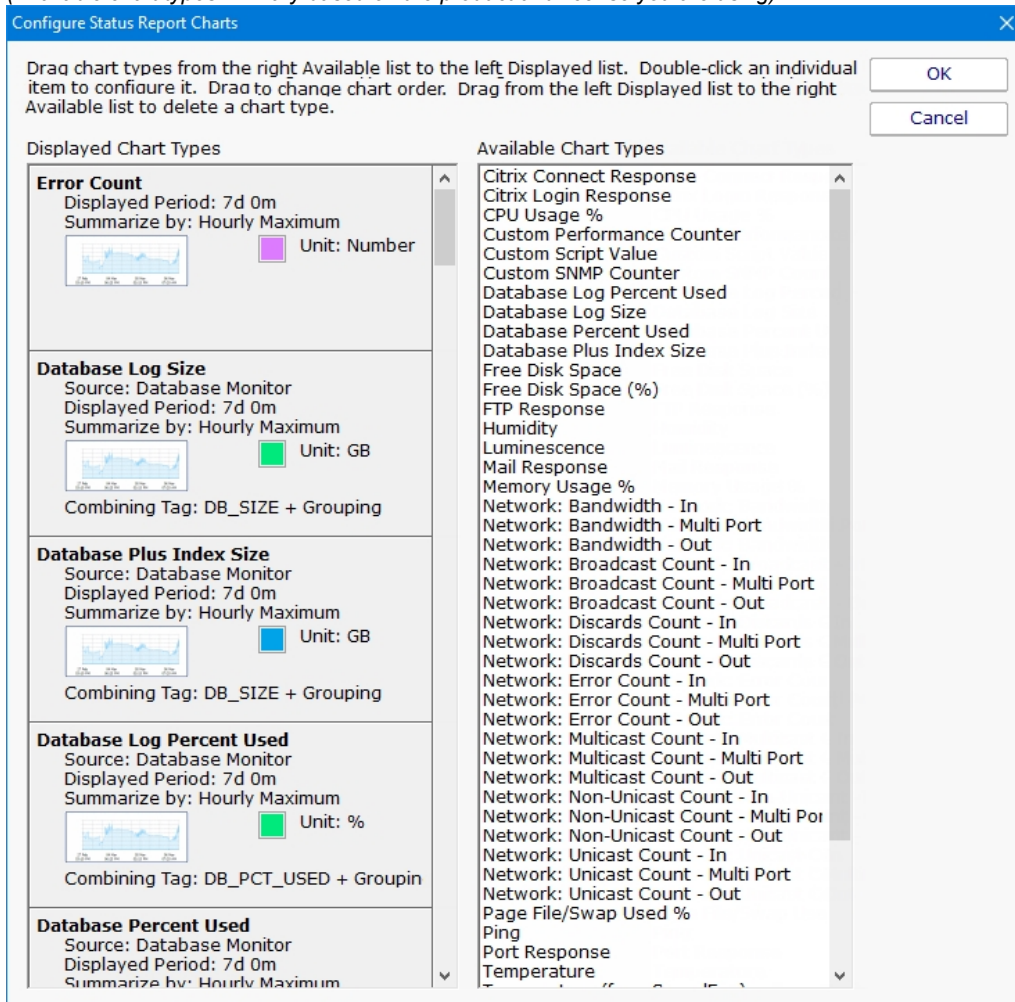 Configure Status Report Charts
Drag chart types from the right Available list to the left Displayed list. Double-click an individual
item to configure it. Drag to change chart order. Drag from the left Displayed list to the right
Available list to delete a chart type.
OK
Cancel
Displayed Chart Types
Error Count
Displayed Period: 7d 0m
Summarize by: Hourly Maximum
Unit: Number
Database Log Size
Source: Database Monitor
Displayed Period: 7d 0m
Summarize by: Hourly Maximum
Unit: GB
Combining Tag: DB_SIZE + Grouping
Database Plus Index Size
Source: Database Monitor
Displayed Period: 7d 0m
Summarize by: Hourly Maximum
Unit: GB
Combining Tag: DB_SIZE + Grouping
Database Log Percent Used
Source: Database Monitor
Displayed Period: 7d 0m
Summarize by: Hourly Maximum
Unit: %
Combining Tag: DB_PCT_USED + Groupin
Database Percent Used
Source: Database Monitor
Displayed Period: 7d 0m
Summarize by: Hourly Maximum
Available Chart Types
Citrix Connect Response
Citrix Login Response
CPU Usage %
Custom Performance Counter
Custom Script Value
Custom SNMP Counter
Database Log Percent Used
Database Log Size
Database Percent Used
Database Plus Index Size
Free Disk Space
Free Disk Space (%)
FTP Response
Humidity
Luminescence
Mail Response
Memory Usage %
Network: Bandwidth - In
Network: Bandwidth - Multi Port
Network: Bandwidth - Out
Network: Broadcast Count - In
Network: Broadcast Count - Multi Port
Network: Broadcast Count - Out
Network: Discards Count - In
Network: Discards Count - Multi Port
Network: Discards Count - Out
Network: Error Count - In
Network: Error Count - Multi Port
Network: Error Count - Out
Network: Multicast Count - In
Network: Multicast Count - Multi Port
Network: Multicast Count - Out
Network: Non-Unicast Count - In
Network: Non-Unicast Count - Multi Por
Network: Non-Unicast Count - Out
Network: Unicast Count - In
Network: Unicast Count - Multi Port
Network: Unicast Count - Out
Page File/Swap Used %
Ping
Port Response
Temperature